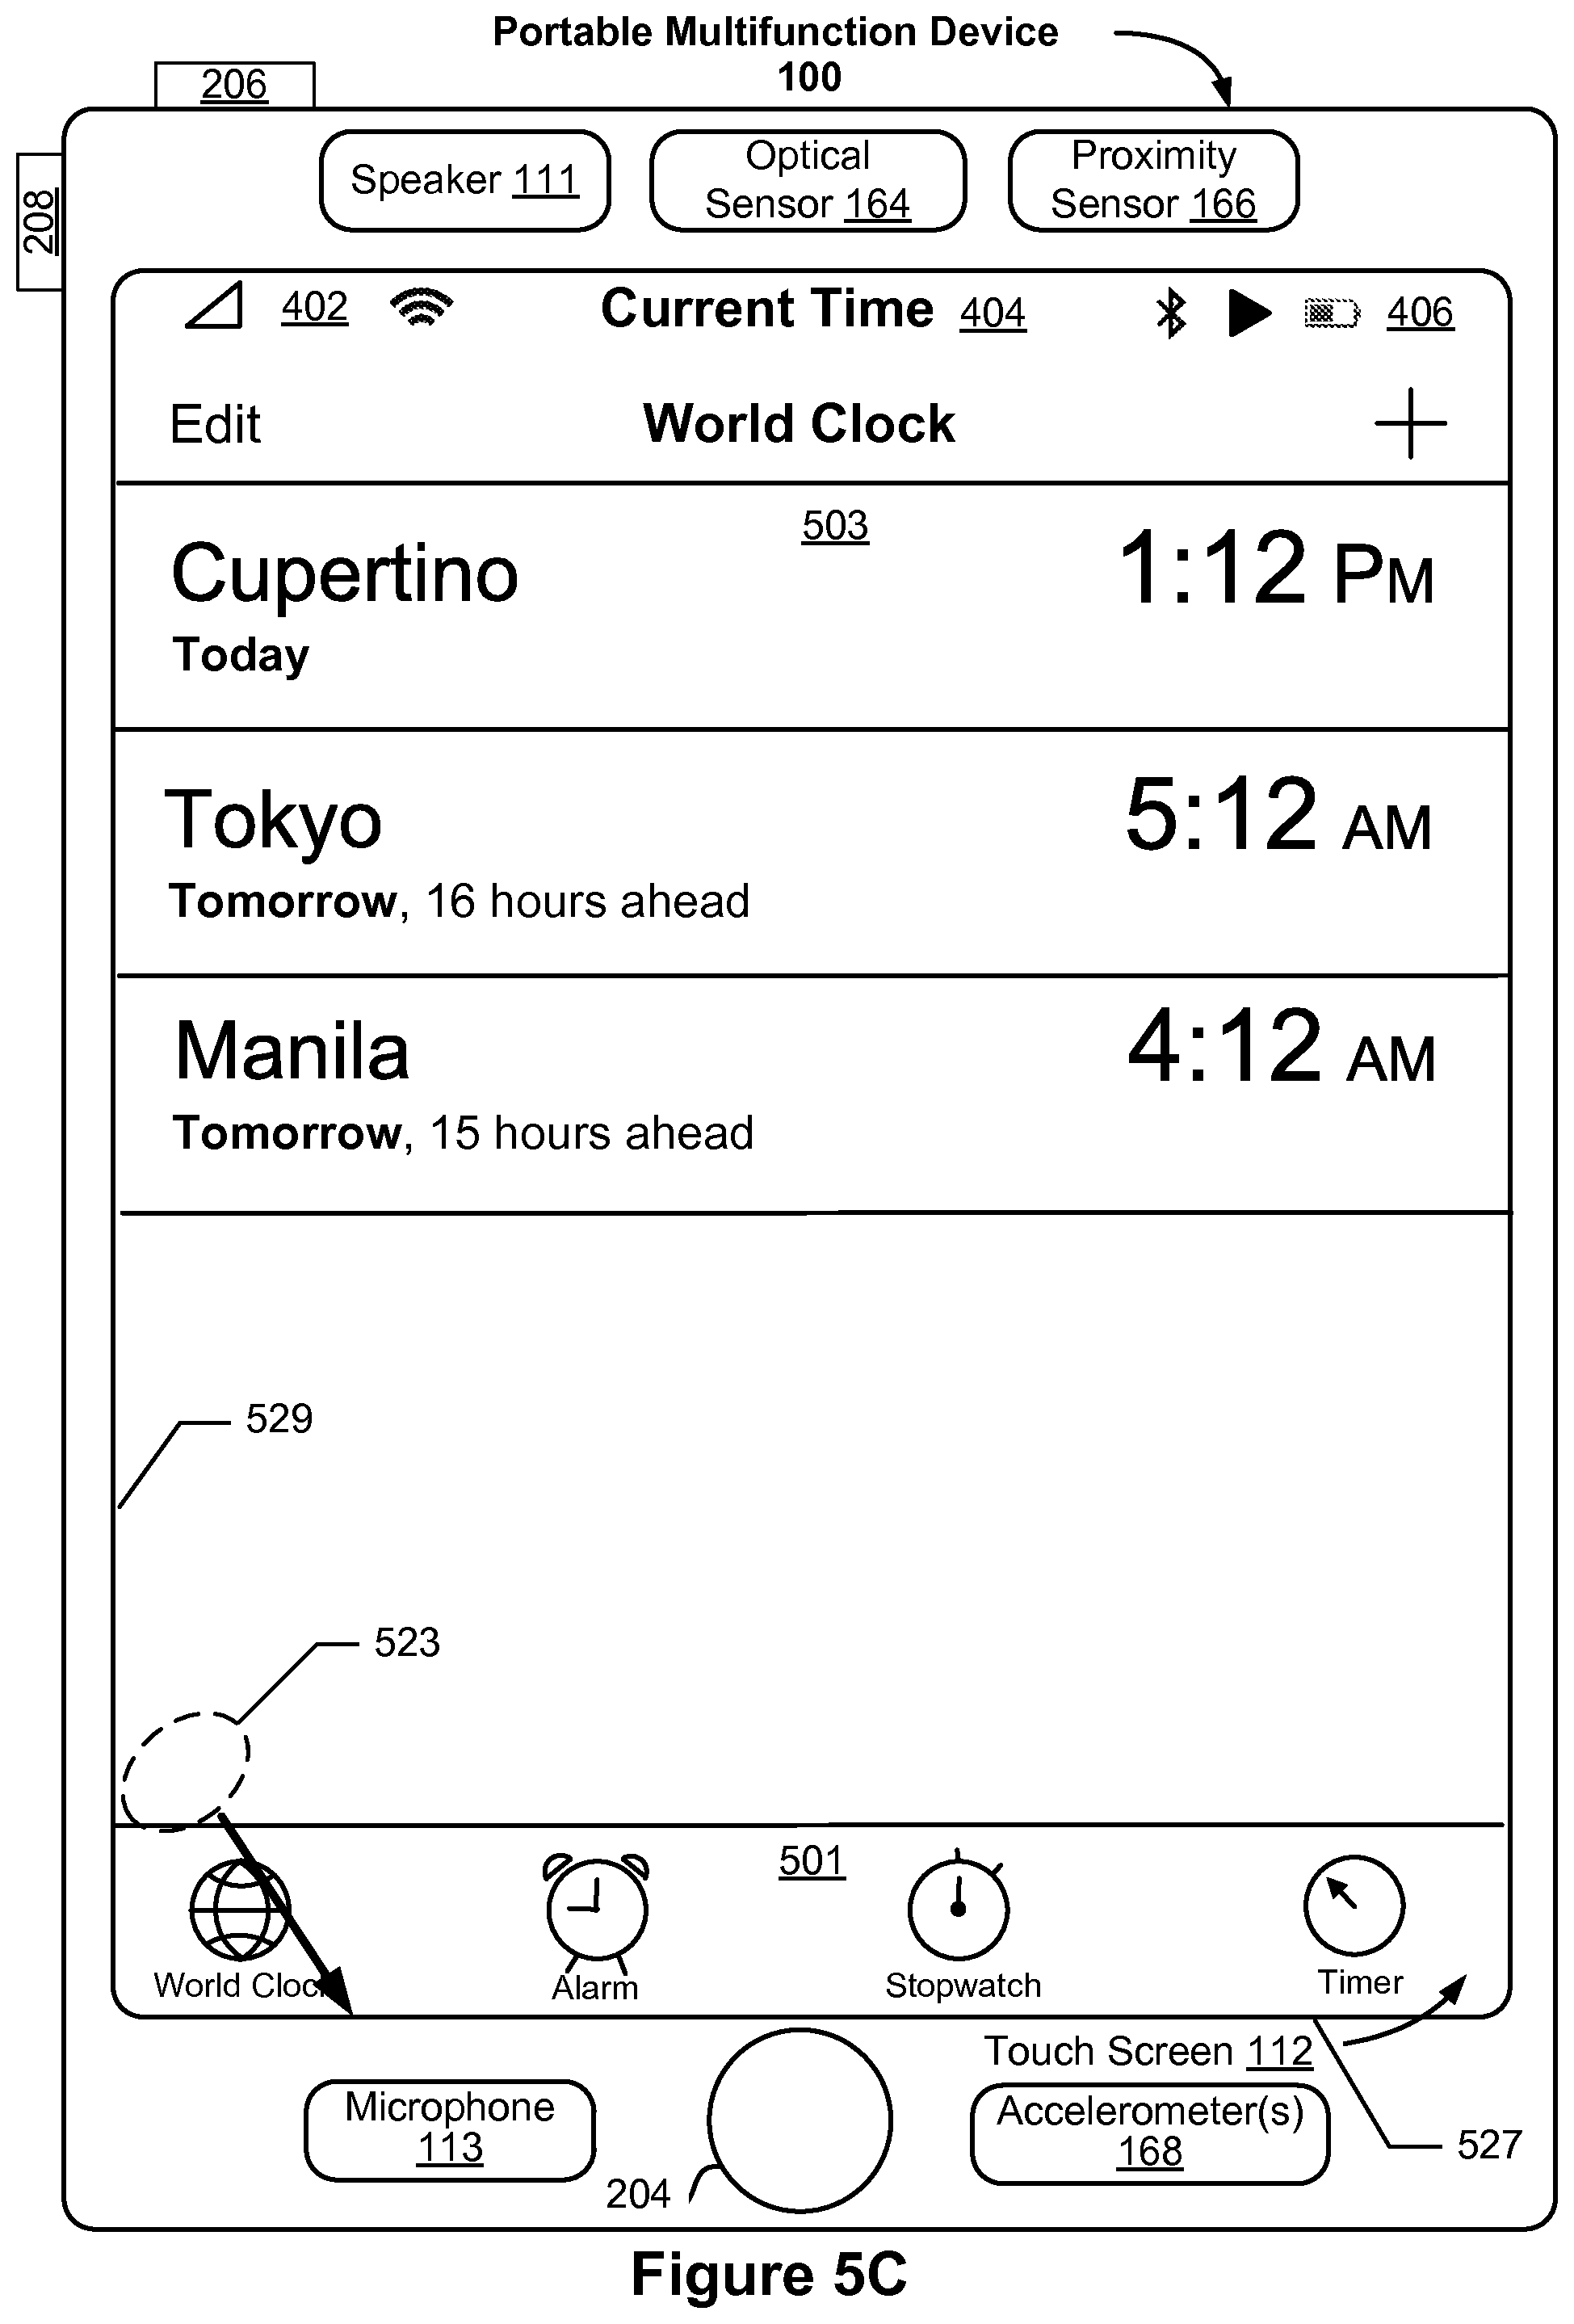 Portable Multifunction Device
100
206
208
Speaker 111
Optical
Sensor 164
Proximity
Sensor 166
402
Current Time 404
406
Edit
World Clock
503
Cupertino
1:12 PM
Today
Tokyo
5:12 AM
Tomorrow, 16 hours ahead
Manila
4:12 AM
Tomorrow, 15 hours ahead
529
523
501
World Cloc
Alarm
Stopwatch
Timer
Touch Screen 112
Microphone
113
Accelerometer(s)
168
527
204
Figure 5C